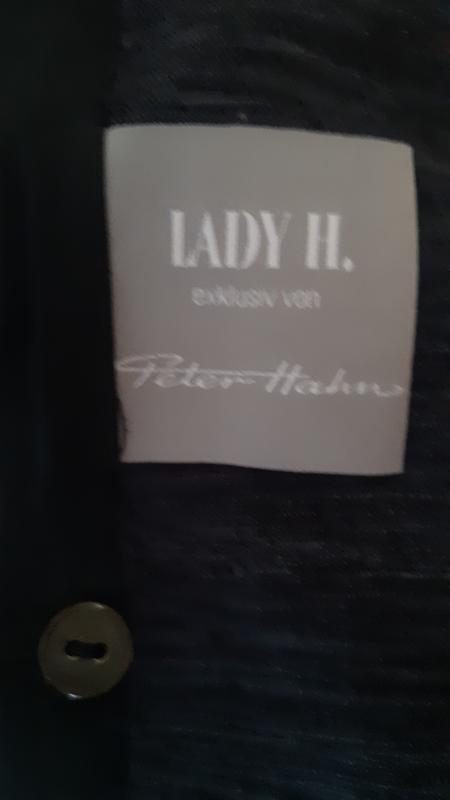 LADY H.
exklusiv von
Peter Hahn